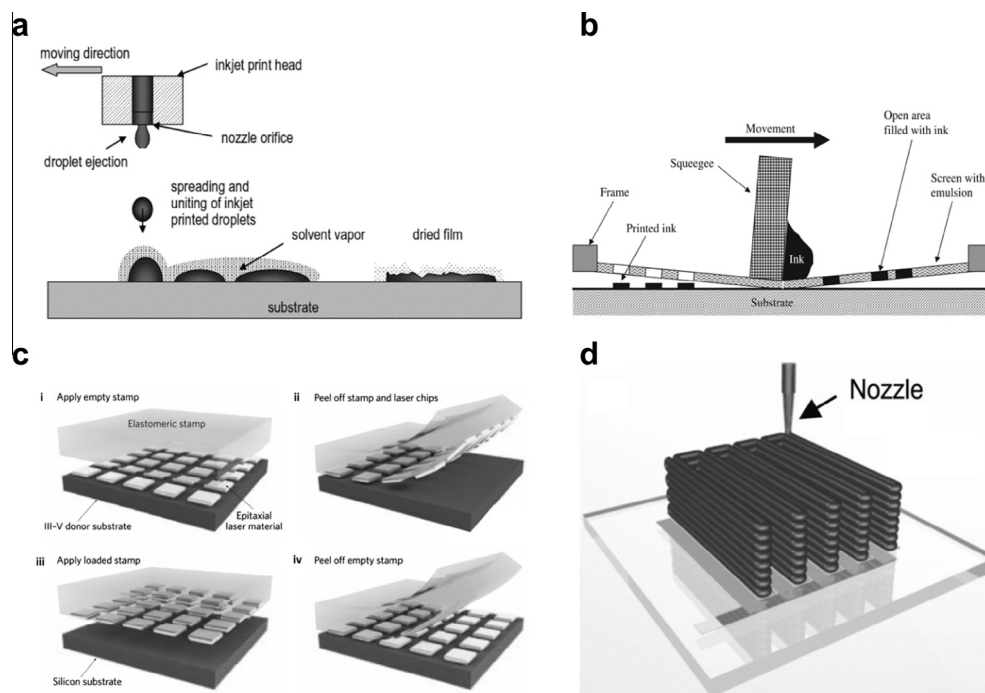 a
moving direction
inkjet print head
nozzle orifice
droplet ejection
spreading and
uniting of inkjet
printed droplets
solvent vapor
dried film
substrate
b
Movement
Open area
filled with ink
Squeegee
Screen with
emulsion
Frame
Printed ink
Ink
Substrate
c
i Apply empty stamp
Elastomeric stamp
III–V donor substrate
Epitaxial
laser material
ii Peel off stamp and laser chips
iii Apply loaded stamp
Silicon substrate
iv Peel off empty stamp
d
Nozzle